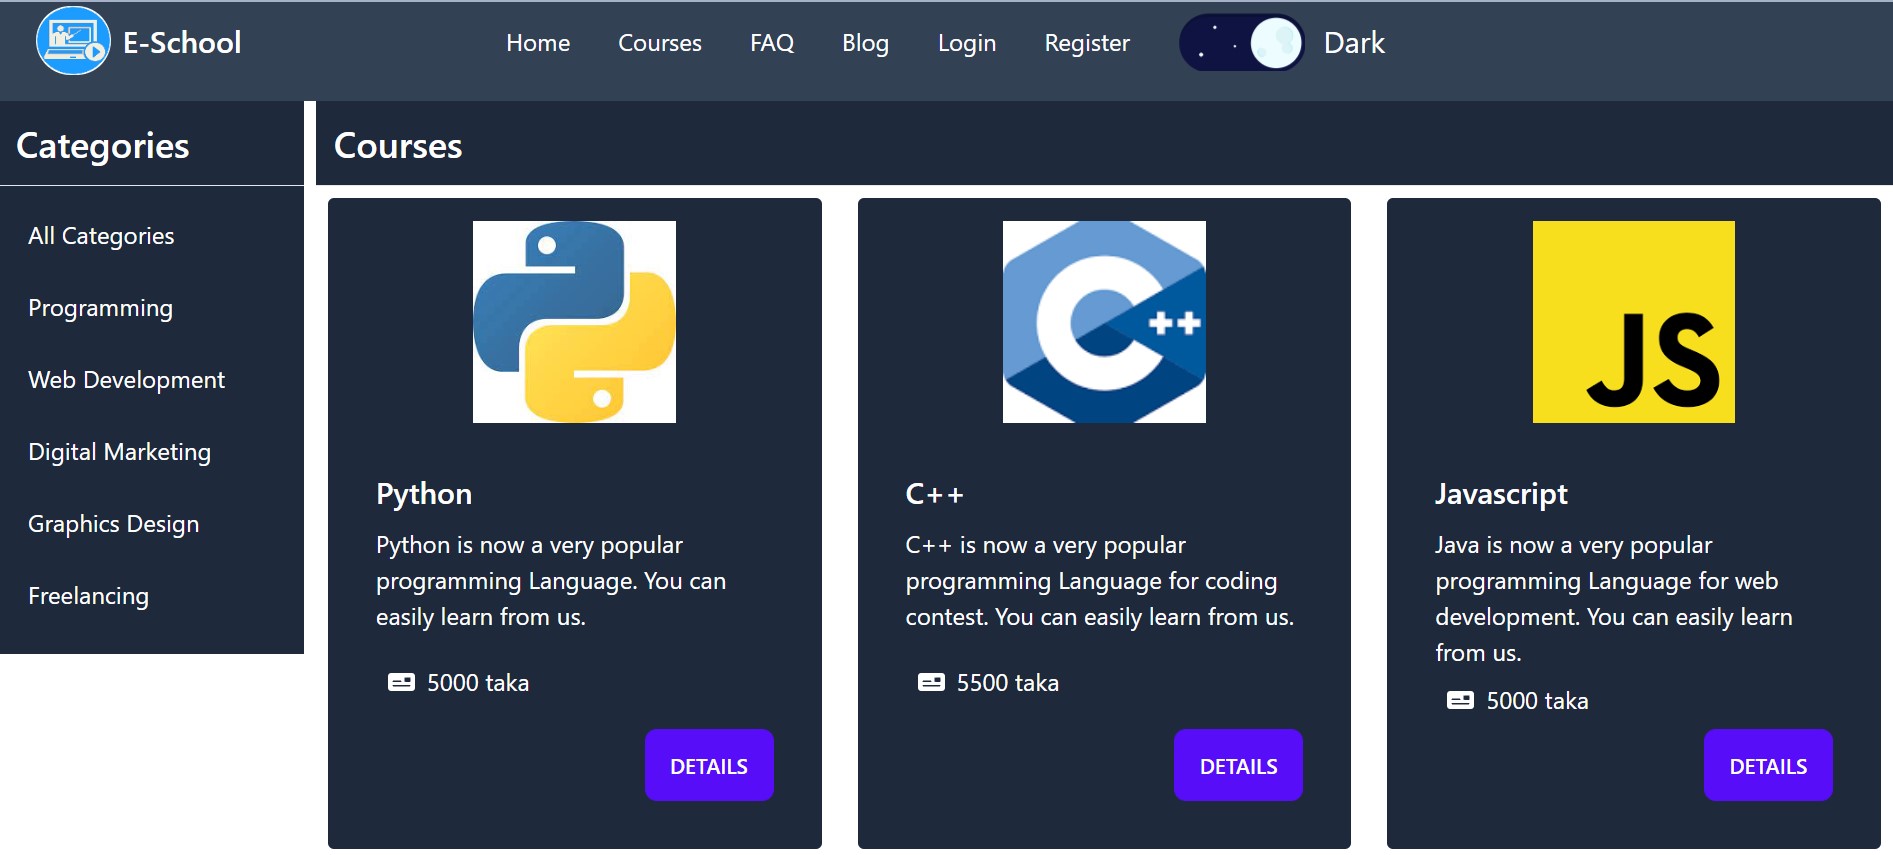 E-School
Home
Courses
FAQ
Blog
Login
Register
Dark
Categories
All Categories
Programming
Web Development
Digital Marketing
Graphics Design
Freelancing
Courses
Python
Python is now a very popular
programming Language. You can
easily learn from us.
5000 taka
DETAILS
C++
C++
C++ is now a very popular
programming Language for coding
contest. You can easily learn from us.
5500 taka
DETAILS
JS
Javascript
Java is now a very popular
programming Language for web
development. You can easily learn
from us.
5000 taka
DETAILS